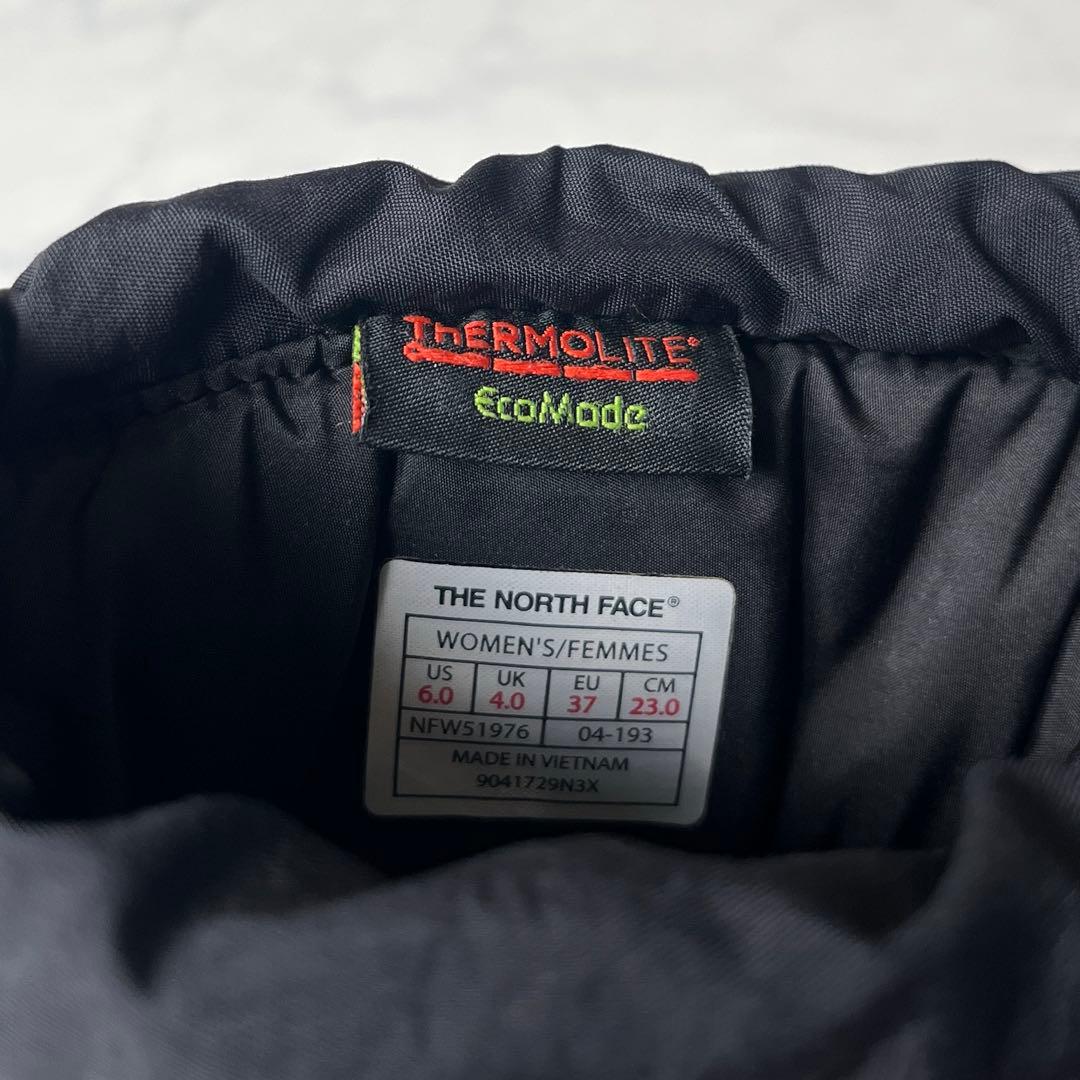 THERMOLITE®
EcoMade
THE NORTH FACE®
WOMEN'S/FEMMES
US UK EU CM
6.0 4.0 37 23.0
NFW51976 04-193
MADE IN VIETNAM
9041729N3X